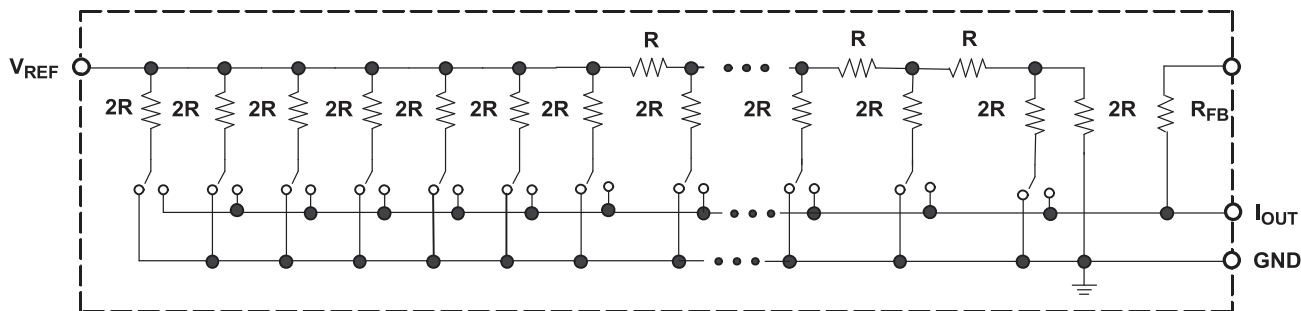 R R R
V_REF
2R 2R 2R 2R 2R 2R 2R 2R 2R 2R 2R 2R R_FB
I_OUT
GND